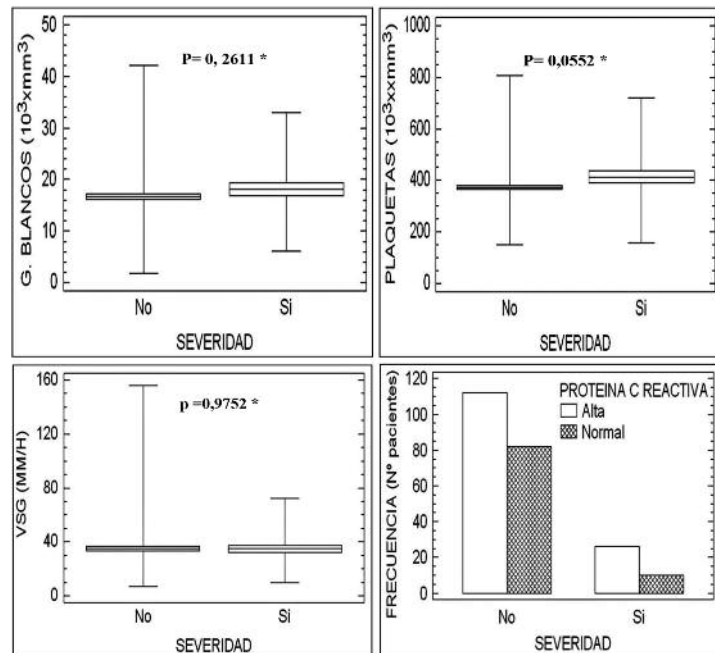 G. BLANCOS (10³xmm³)
50
40
30
20
10
0
P= 0, 2611 *
No
Si
SEVERIDAD
PLAQUETAS (10³xxmm³)
1000
800
600
400
200
0
P= 0,0552 *
No
Si
SEVERIDAD
VSG (MM/H)
160
120
80
40
0
p =0,9752 *
No
Si
SEVERIDAD
FRECUENCIA (Nº pacientes)
120
100
80
60
40
20
0
PROTEINA C REACTIVA
Alta
Normal
No
Si
SEVERIDAD